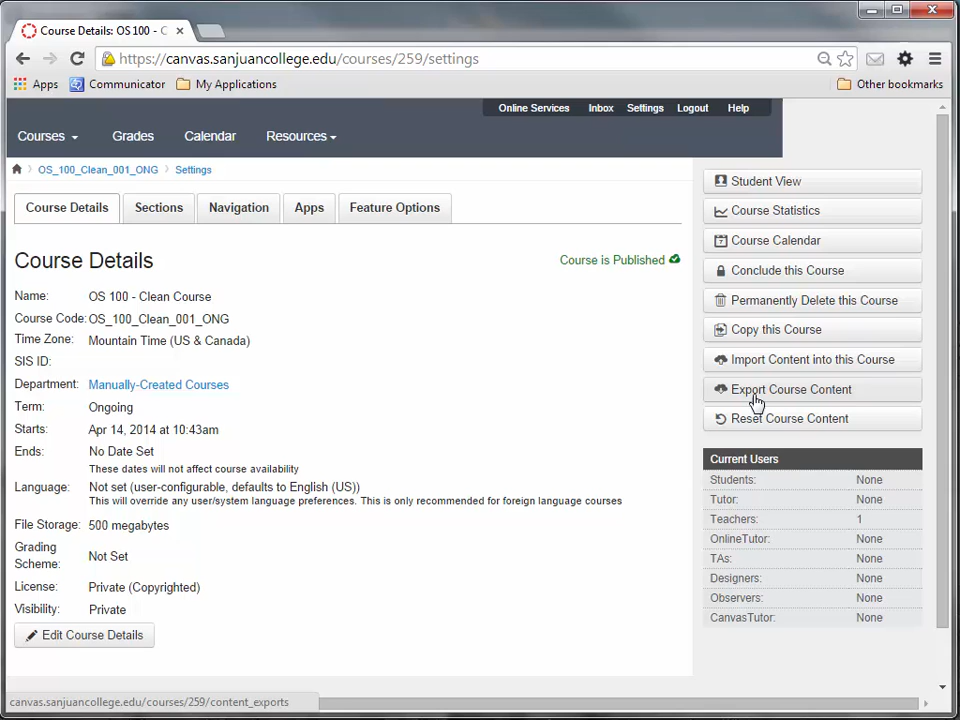 Course Details: OS 100 - C
https://canvas.sanjuancollege.edu/courses/259/settings
Apps Communicator My Applications Other bookmarks
Online Services Inbox Settings Logout Help
Courses Grades Calendar Resources
OS_100_Clean_001_ONG Settings
Course Details Sections Navigation Apps Feature Options
Course Details
Course is Published
Name: OS 100 - Clean Course
Course Code: OS_100_Clean_001_ONG
Time Zone: Mountain Time (US & Canada)
SIS ID:
Department: Manually-Created Courses
Term: Ongoing
Starts: Apr 14, 2014 at 10:43am
Ends: No Date Set
These dates will not affect course availability
Language: Not set (user-configurable, defaults to English (US))
This will override any user/system language preferences. This is only recommended for foreign language courses
File Storage: 500 megabytes
Grading
Scheme: Not Set
License: Private (Copyrighted)
Visibility: Private
Edit Course Details
Student View
Course Statistics
Course Calendar
Conclude this Course
Permanently Delete this Course
Copy this Course
Import Content into this Course
Export Course Content
Reset Course Content
Current Users
Students: None
Tutor: None
Teachers: 1
OnlineTutor: None
TAs: None
Designers: None
Observers: None
CanvasTutor: None
canvas.sanjuancollege.edu/courses/259/content_exports